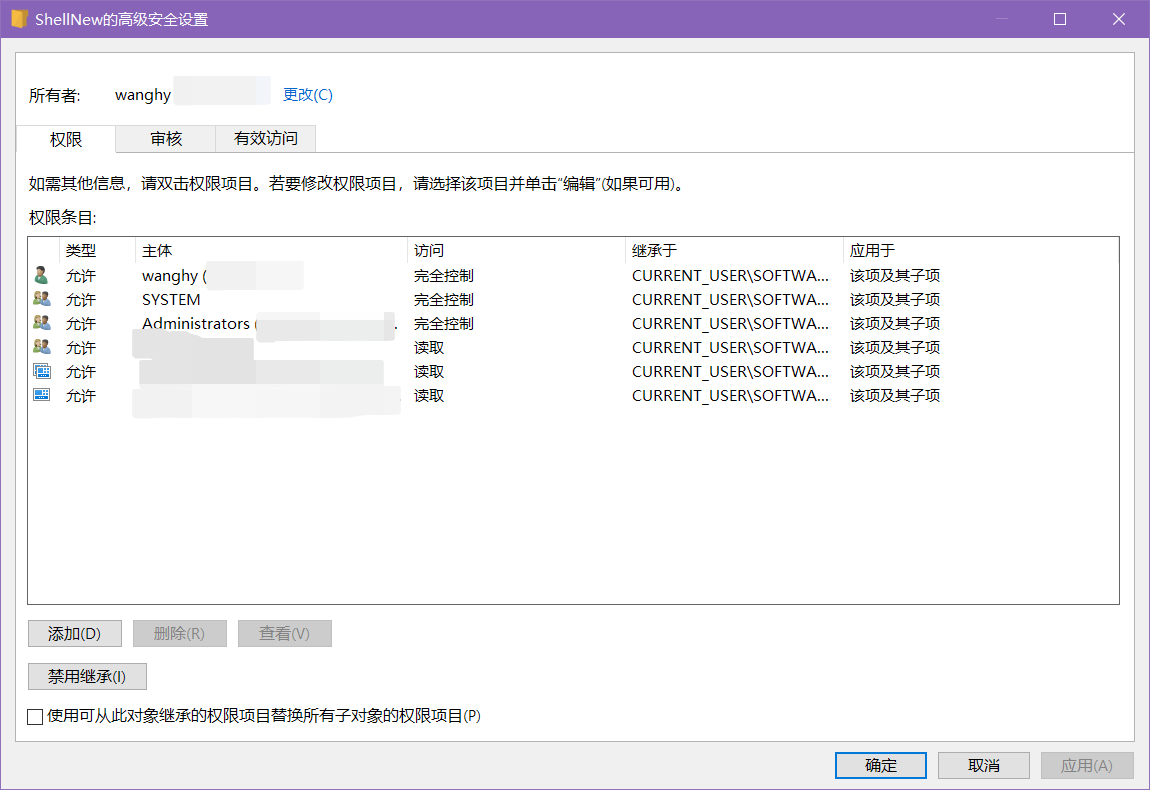 ShellNew的高级安全设置
所有者: wanghy 更改(C)
权限 审核 有效访问
如需其他信息，请双击权限项目。若要修改权限项目，请选择该项目并单击“编辑”(如果可用)。
权限条目:
类型 主体 访问 继承于 应用于
允许 wanghy ( 完全控制 CURRENT_USER\SOFTWA... 该项及其子项
允许 SYSTEM 完全控制 CURRENT_USER\SOFTWA... 该项及其子项
允许 Administrators ( 完全控制 CURRENT_USER\SOFTWA... 该项及其子项
允许 读取 CURRENT_USER\SOFTWA... 该项及其子项
允许 读取 CURRENT_USER\SOFTWA... 该项及其子项
允许 读取 CURRENT_USER\SOFTWA... 该项及其子项
添加(D) 删除(R) 查看(V)
禁用继承(I)
使用可从此对象继承的权限项目替换所有子对象的权限项目(P)
确定 取消 应用(A)